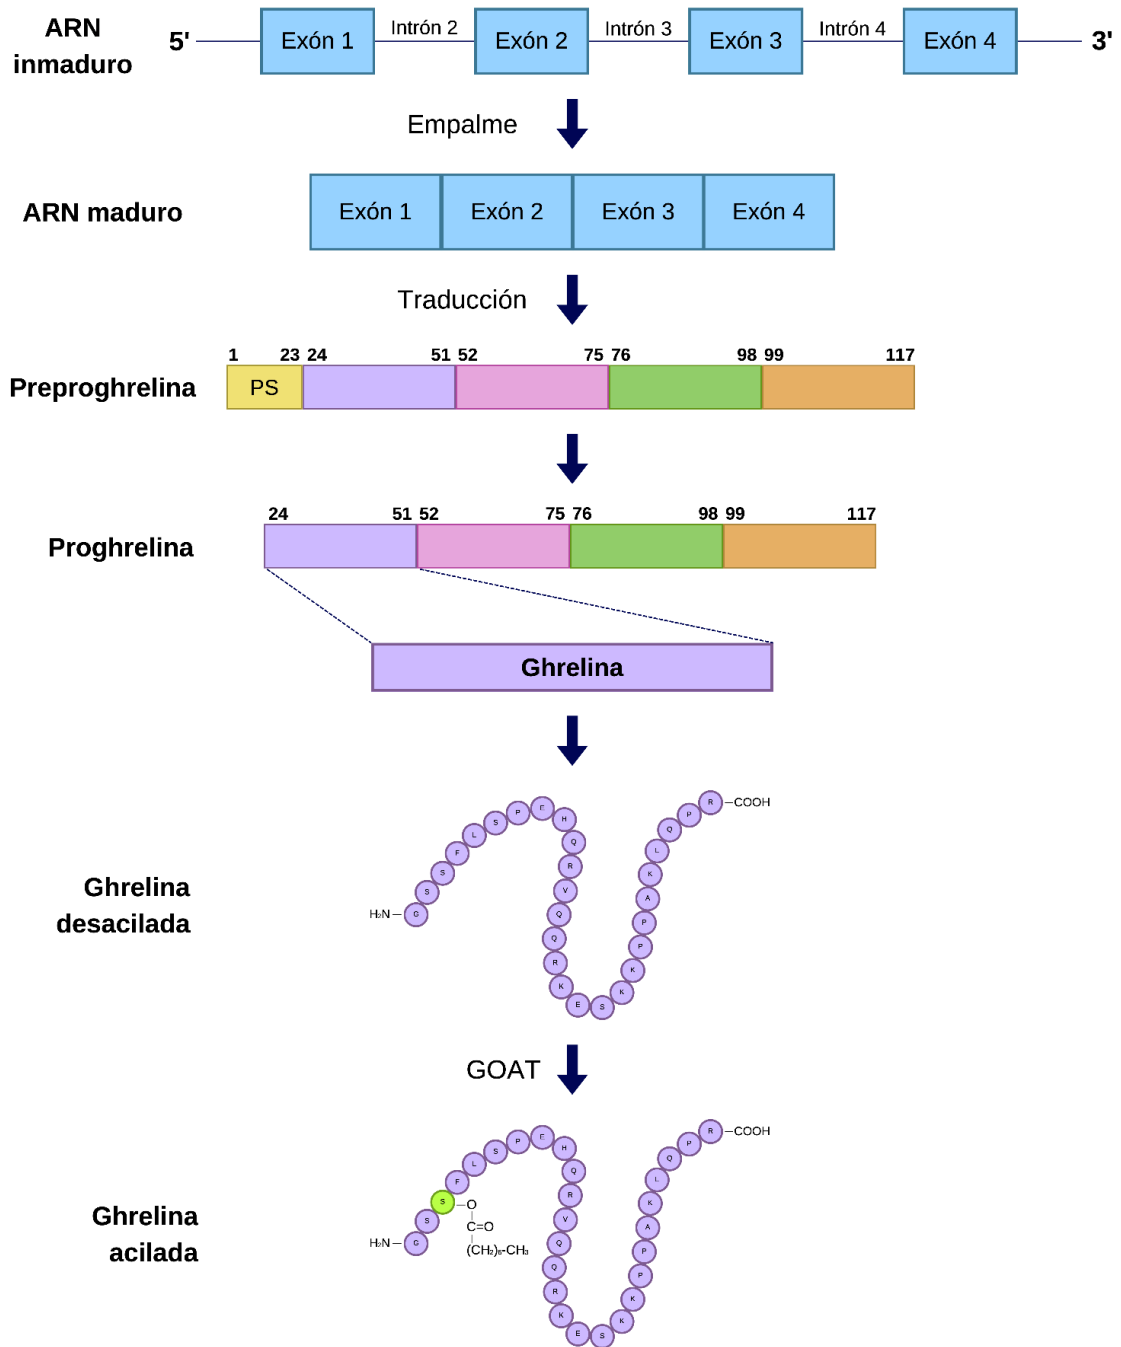 ARN
inmaduro
5'
Exón 1
Intrón 2
Exón 2
Intrón 3
Exón 3
Intrón 4
Exón 4
3'
Empalme
ARN maduro
Exón 1
Exón 2
Exón 3
Exón 4
Traducción
1 23 24 51 52 75 76 98 99 117
Preproghrelina
PS
24 51 52 75 76 98 99 117
Proghrelina
Ghrelina
Ghrelina
desacilada
H₂N
G S S F L S P E H Q R V Q Q R K E S K K P P A K L Q P R
COOH
GOAT
Ghrelina
acilada
H₂N
G S S F L S P E H Q R V Q Q R K E S K K P P A K L Q P R
COOH
O
C=O
(CH₂)₆-CH₃